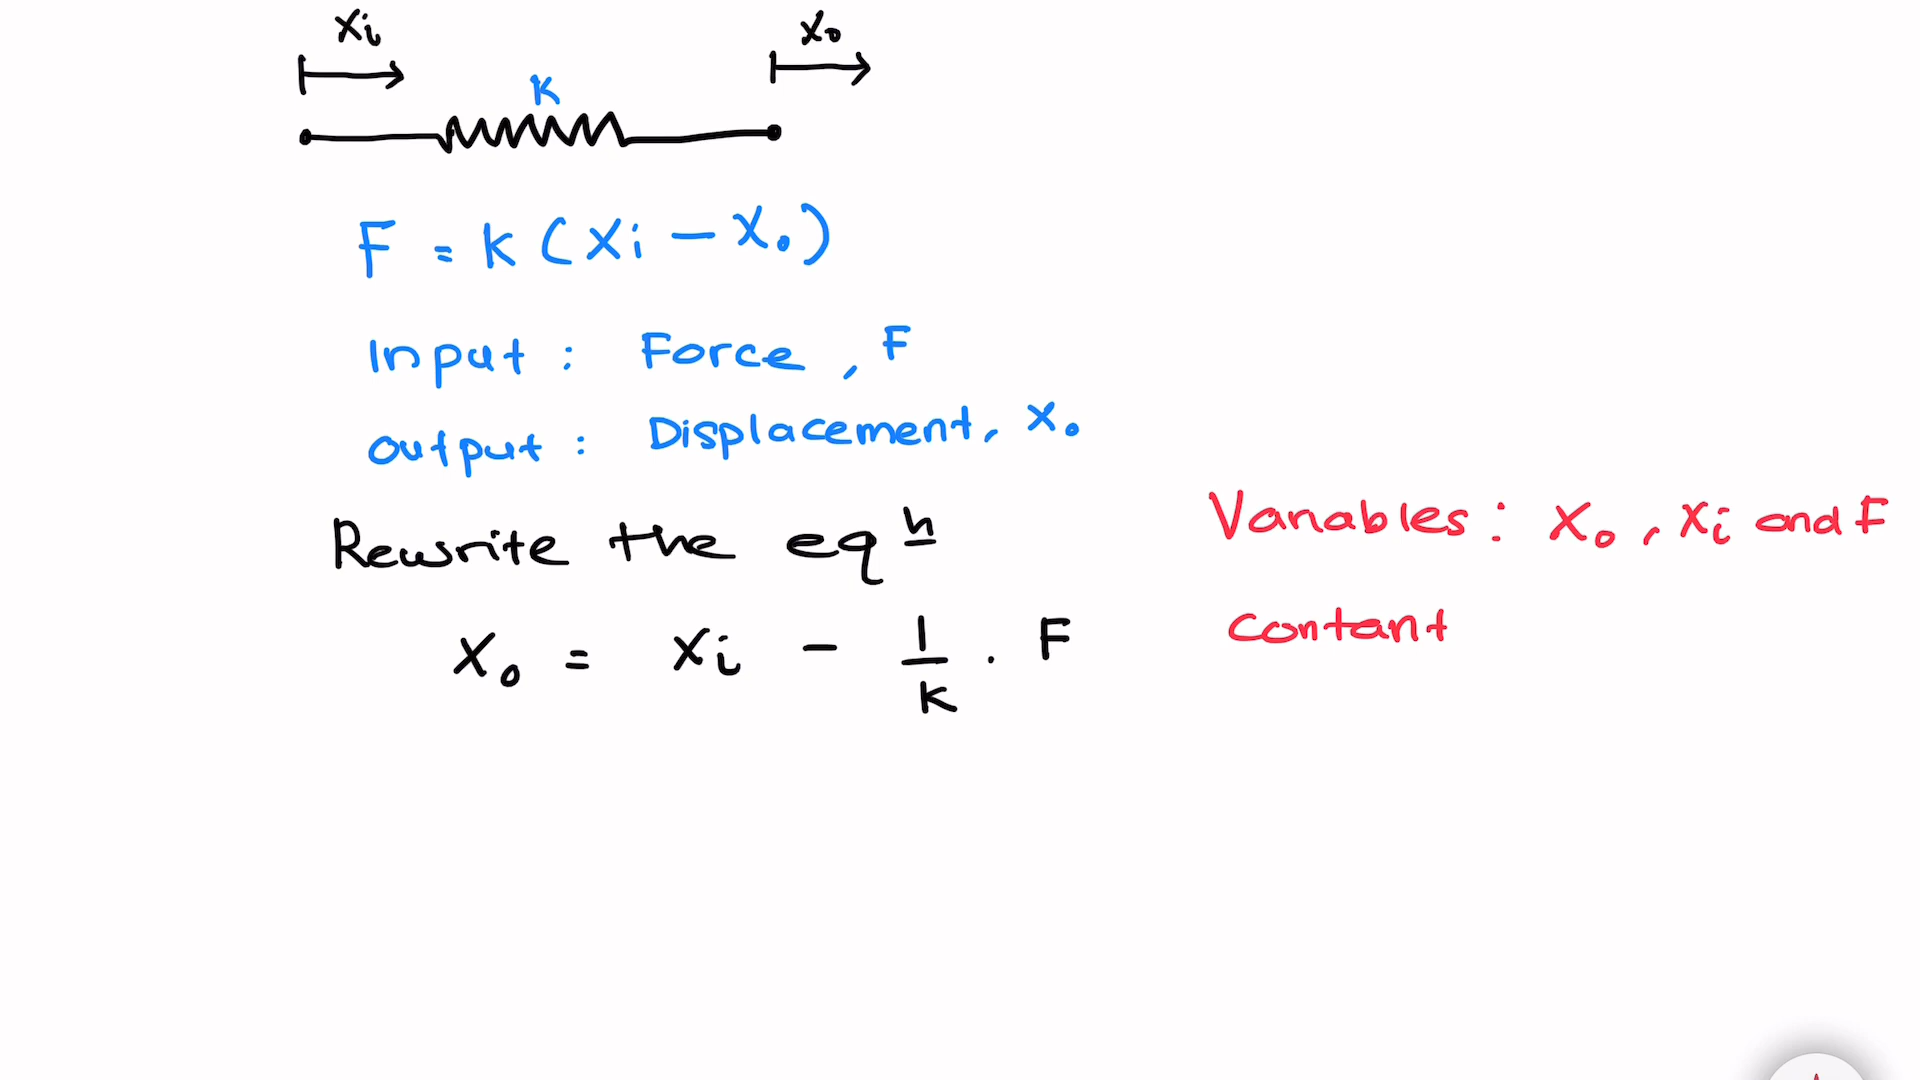 xi
xo
K
F = K (xi - xo)
Input : Force , F
output : Displacement, xo
Rewrite the eqn
Variables : xo , xi and F
xo = xi - 1/K . F
contant